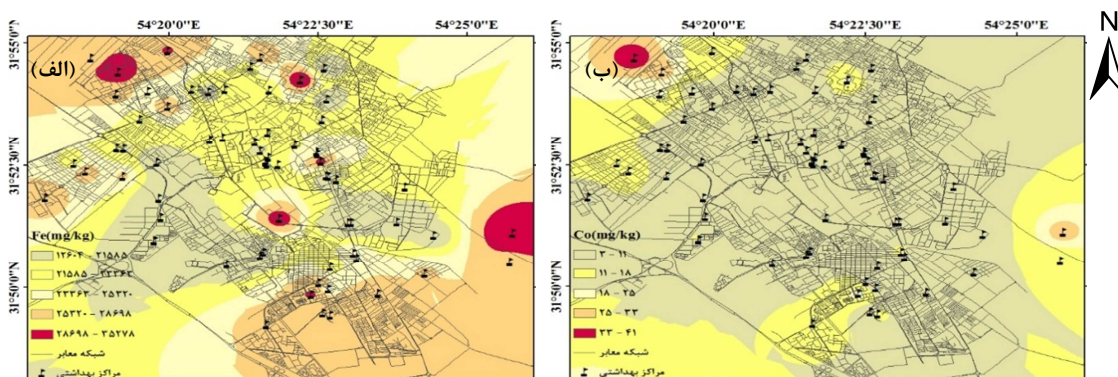 54°20'0"E 54°22'30"E 54°25'0"E
31°55'0"N
31°52'30"N
31°50'0"N
(الف)
Fe(mg/kg)
۱۲۶۰۴ - ۲۱۵۸۵
۲۱۵۸۵ - ۲۳۳۶۳
۲۳۳۶۳ - ۲۵۳۲۰
۲۵۳۲۰ - ۲۸۶۹۸
۲۸۶۹۸ - ۳۵۲۷۸
شبکه معابر
مراکز بهداشتی
54°20'0"E 54°22'30"E 54°25'0"E
31°55'0"N
31°52'30"N
31°50'0"N
(ب)
Co(mg/kg)
۳ - ۱۱
۱۱ - ۱۸
۱۸ - ۲۵
۲۵ - ۳۳
۳۳ - ۴۱
شبکه معابر
مراکز بهداشتی
N